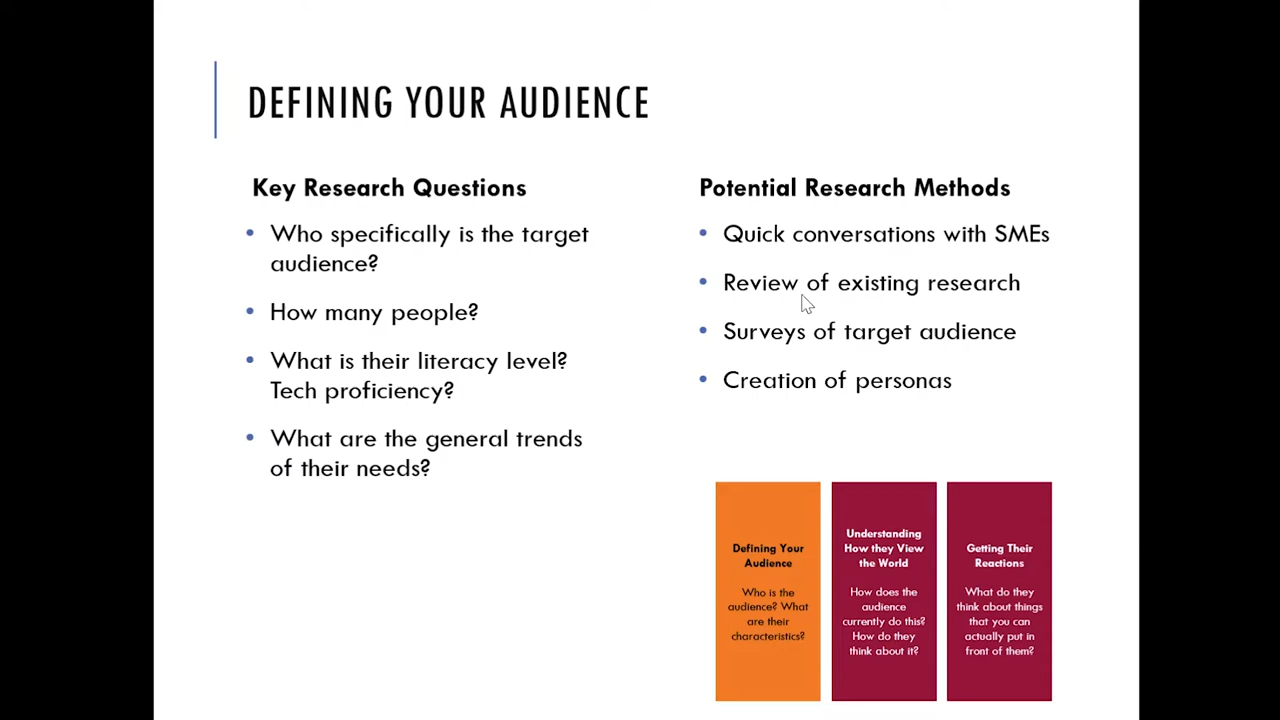 DEFINING YOUR AUDIENCE
Key Research Questions
• Who specifically is the target
audience?
• How many people?
• What is their literacy level?
Tech proficiency?
• What are the general trends
of their needs?
Potential Research Methods
• Quick conversations with SMEs
• Review of existing research
• Surveys of target audience
• Creation of personas
Defining Your
Audience
Who is the
audience? What
are their
characteristics?
Understanding
How they View
the World
How does the
audience
currently do this?
How do they
think about it?
Getting Their
Reactions
What do they
think about things
that you can
actually put in
front of them?